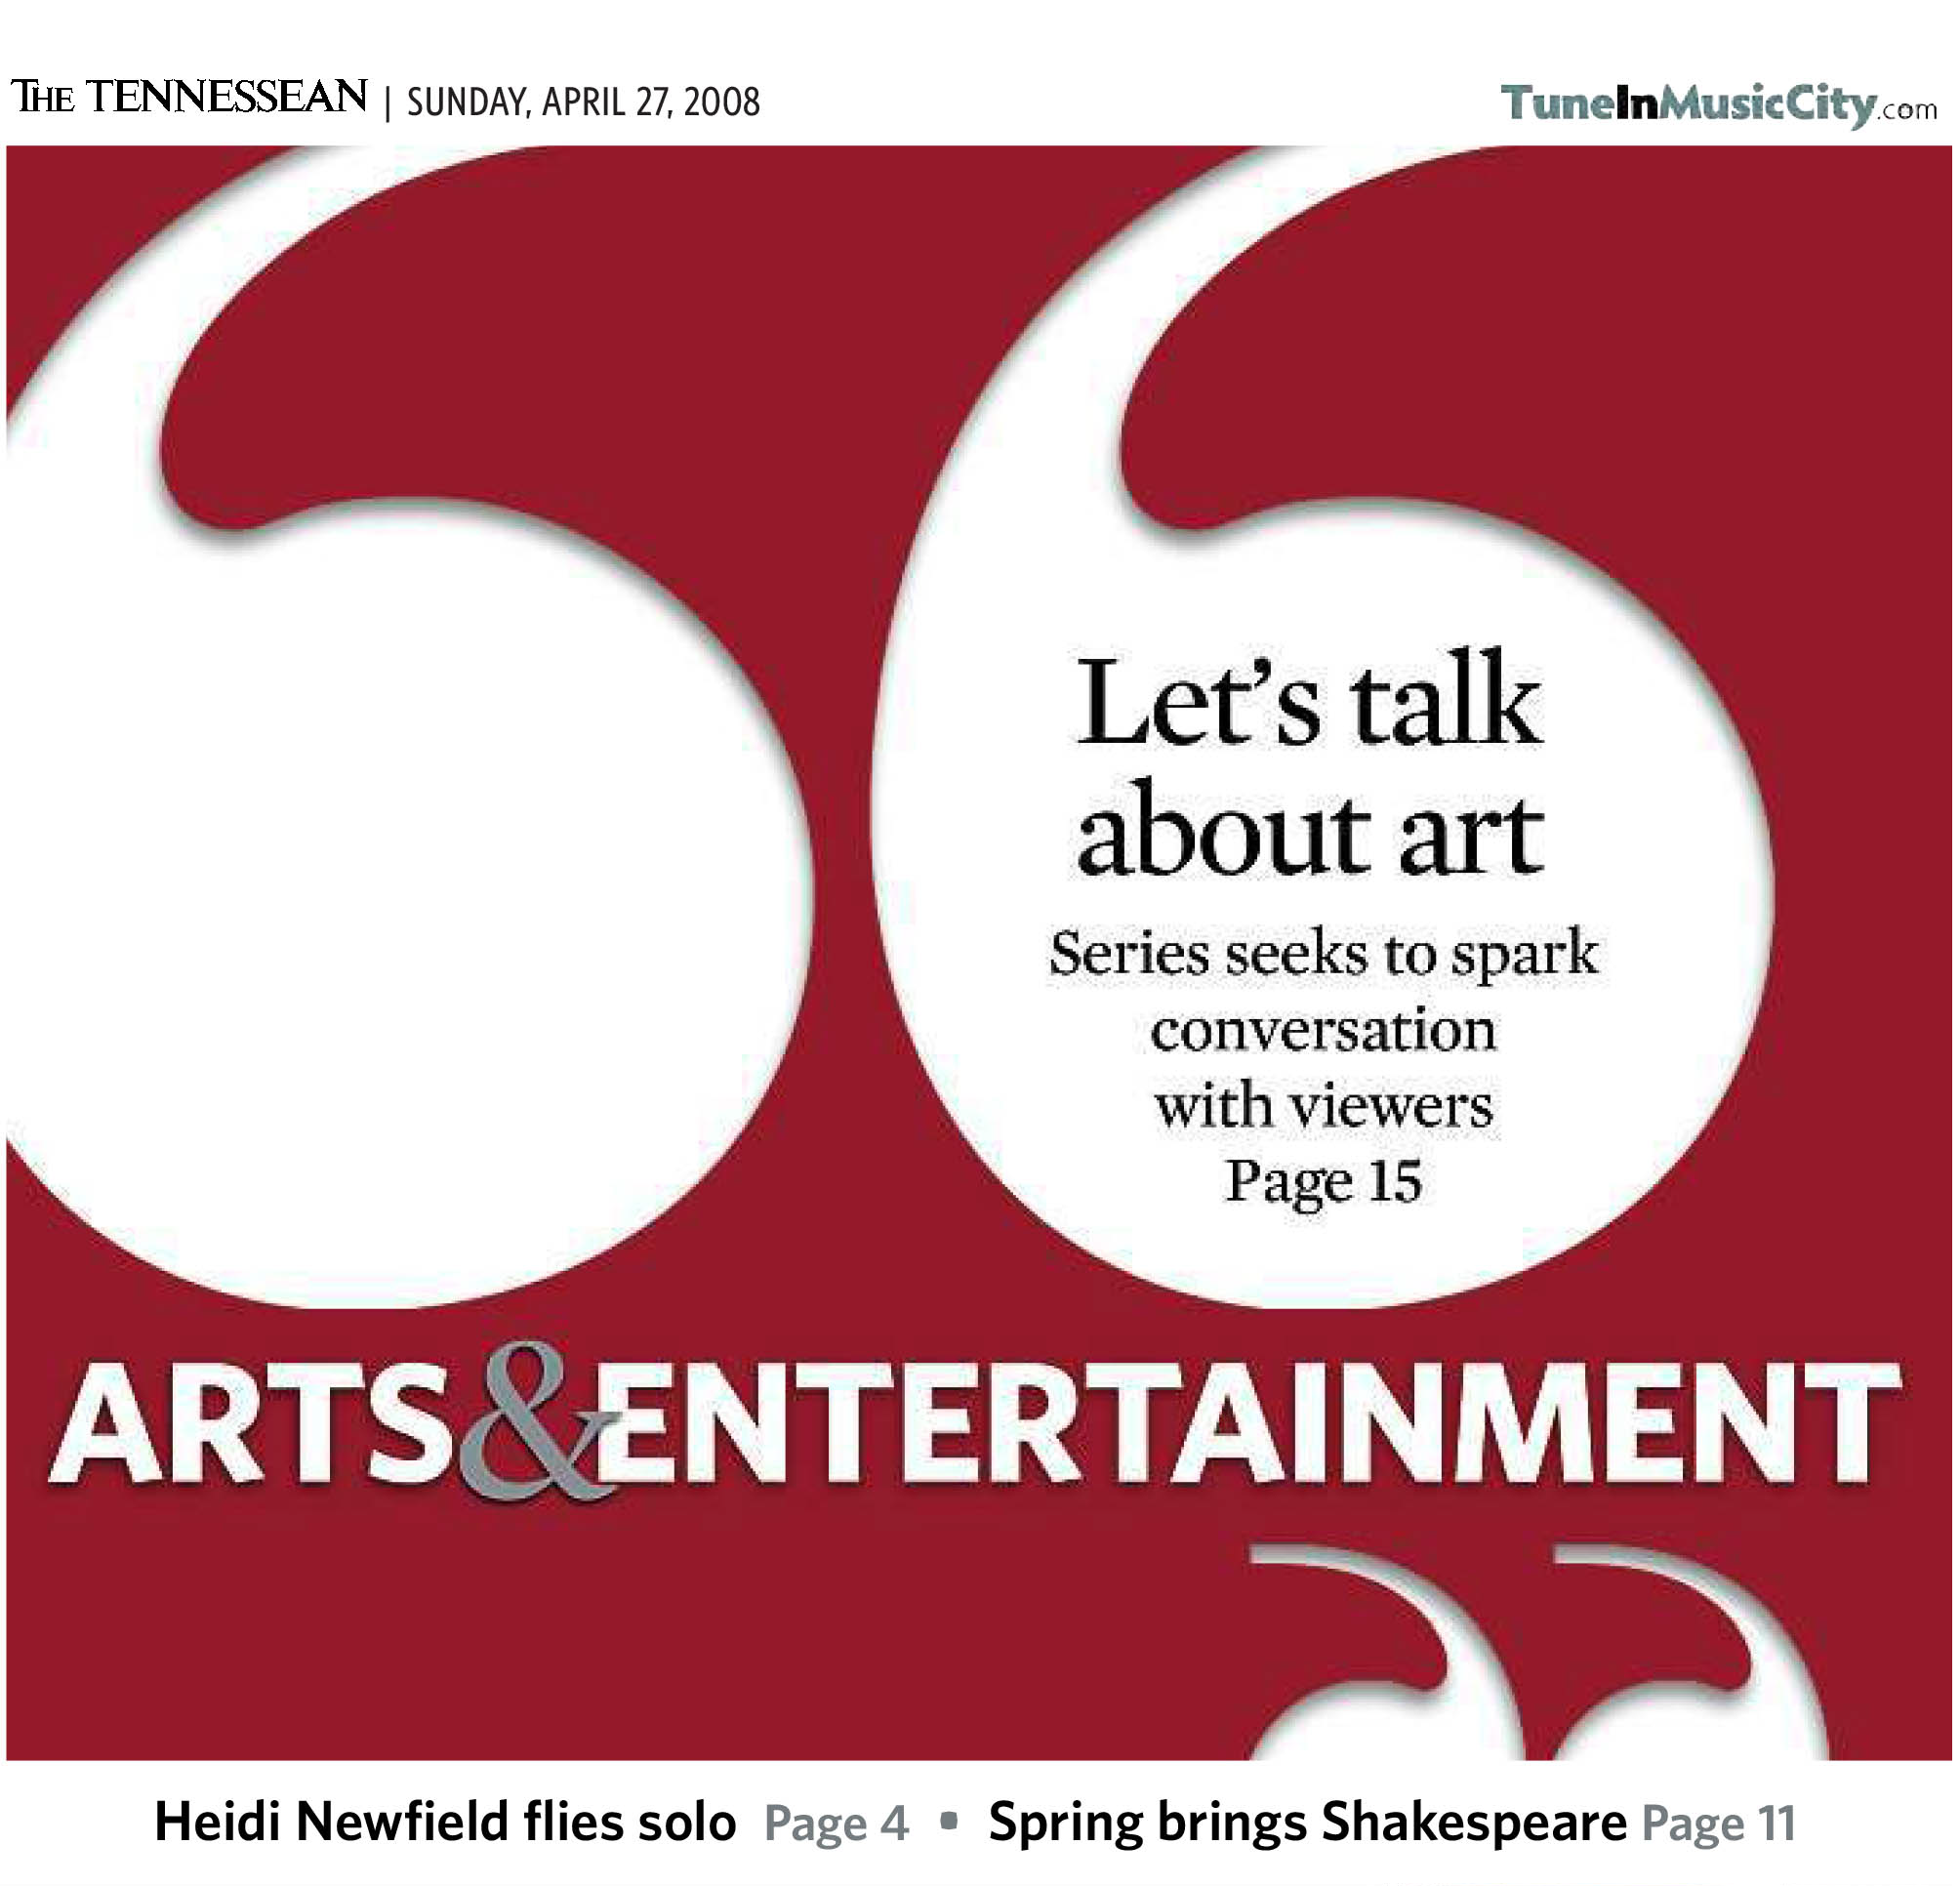 THE TENNESSEAN | SUNDAY, APRIL 27, 2008
TuneInMusicCity.com
Let's talk
about art
Series seeks to spark
conversation
with viewers
Page 15
ARTS&ENTERTAINMENT
Heidi Newfield flies solo Page 4 • Spring brings Shakespeare Page 11